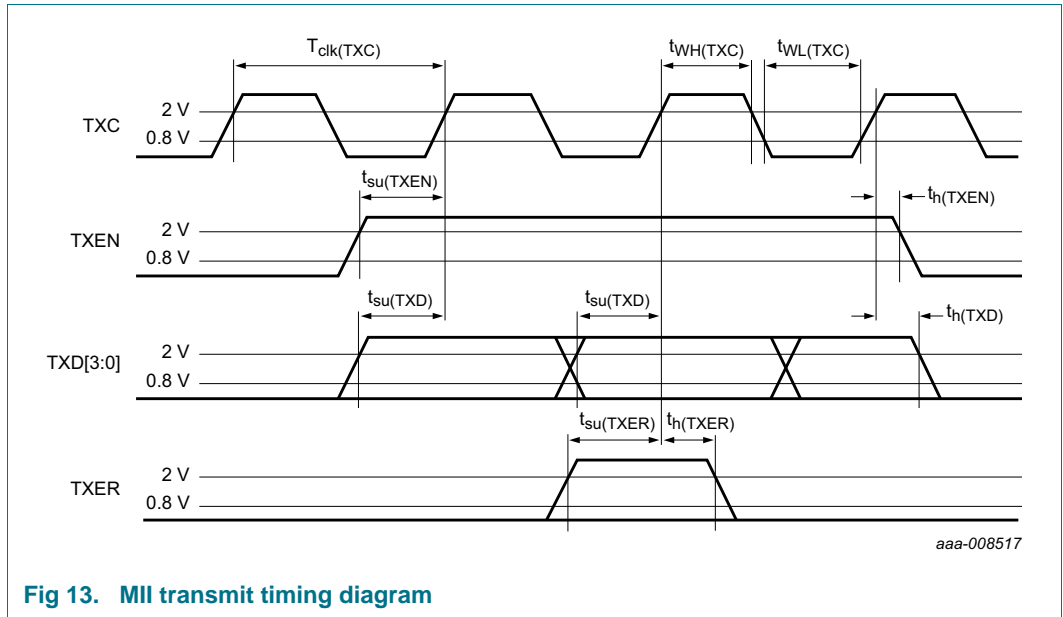 Tclk(TXC)
tWH(TXC)
tWL(TXC)
TXC
2 V
0.8 V
tsu(TXEN)
th(TXEN)
TXEN
2 V
0.8 V
tsu(TXD)
tsu(TXD)
th(TXD)
TXD[3:0]
2 V
0.8 V
tsu(TXER)
th(TXER)
TXER
2 V
0.8 V
aaa-008517
Fig 13. MII transmit timing diagram